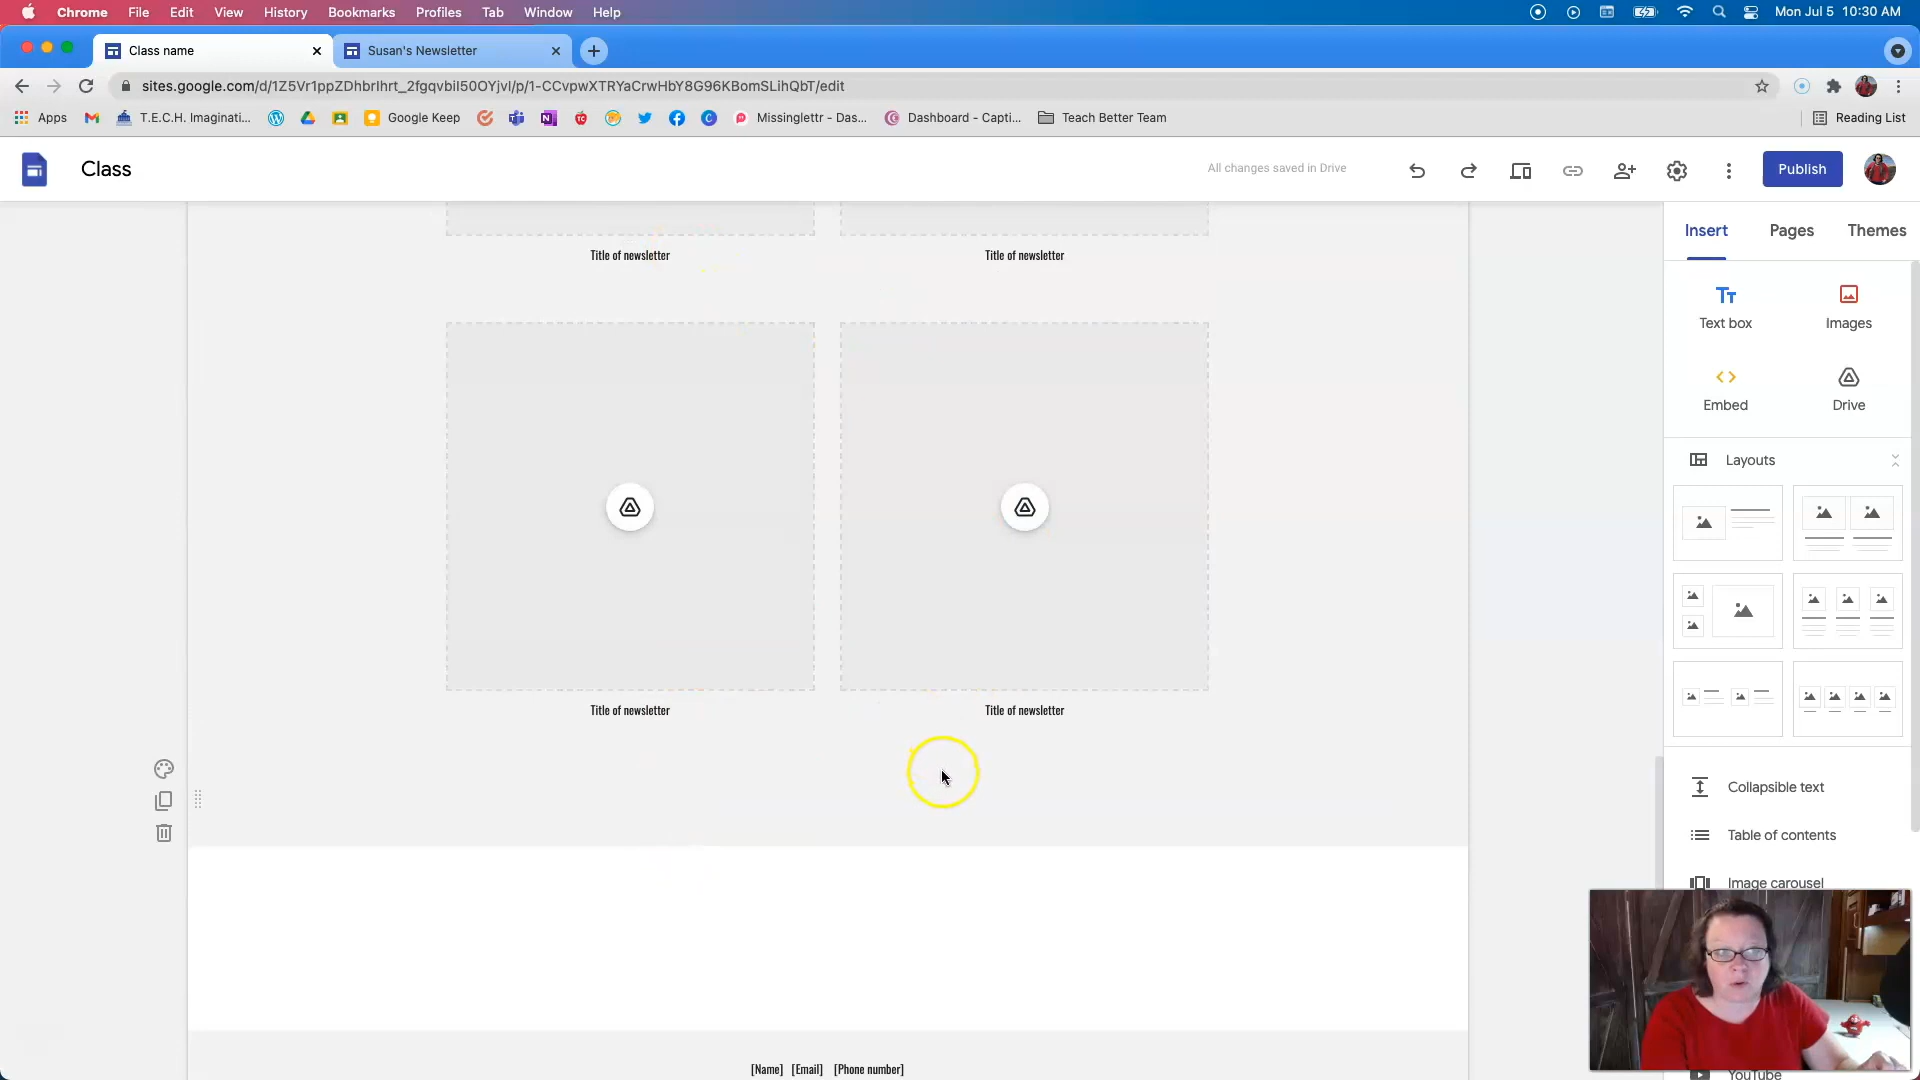 Chrome File Edit View History Bookmarks Profiles Tab Window Help Mon Jul 5 10:30 AM
Class name Susan's Newsletter
sites.google.com/d/1Z5Vr1ppZDhbrIhrt_2fgqvbiI50OYjvI/p/1-CCvpwXTRYaCrwHbY8G96KBomSLihQbT/edit
Apps T.E.C.H. Imaginati... Google Keep Missinglettr - Das... Dashboard - Capti... Teach Better Team Reading List
Class All changes saved in Drive Publish
Insert Pages Themes
Title of newsletter Title of newsletter
Text box Images
Embed Drive
Layouts
Title of newsletter Title of newsletter
Collapsible text
Table of contents
Image carousel
[Name] [Email] [Phone number]
YouTube